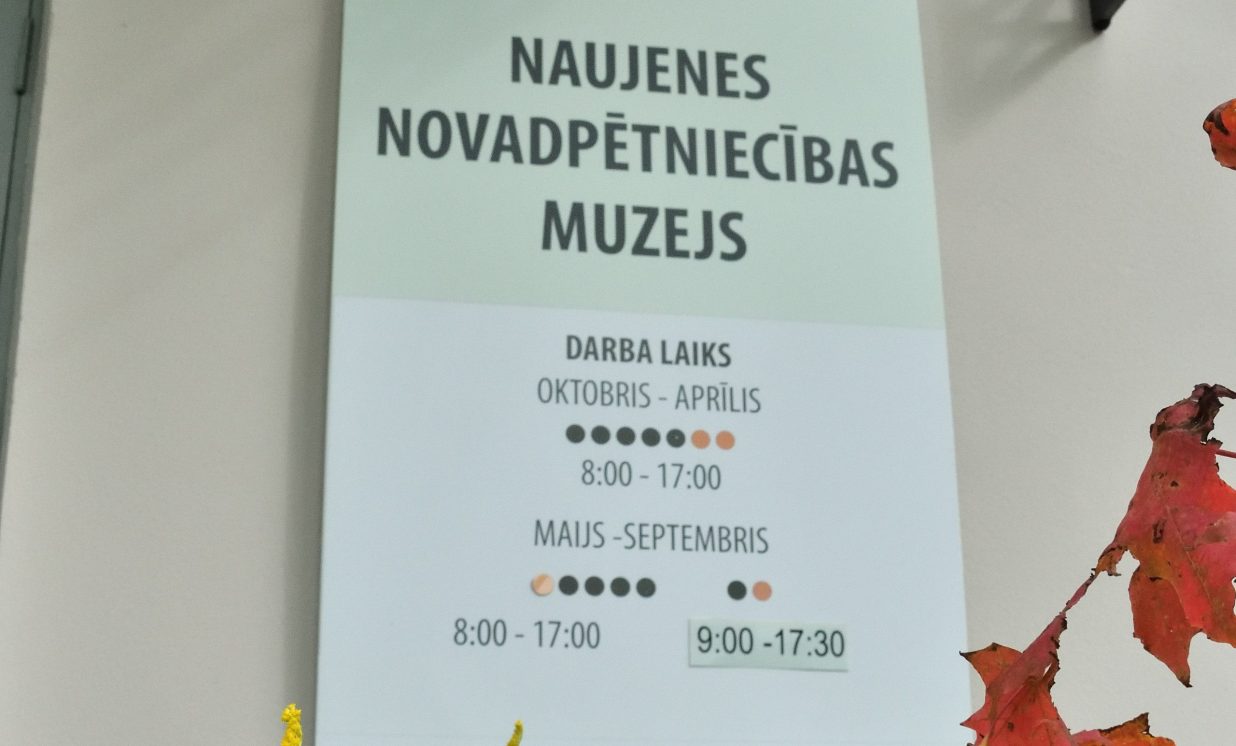 NAUJENES
NOVADPĒTNIECĪBAS
MUZEJS
DARBA LAIKS
OKTOBRIS - APRĪLIS
8:00 - 17:00
MAIJS -SEPTEMBRIS
8:00 - 17:00
9:00 -17:30